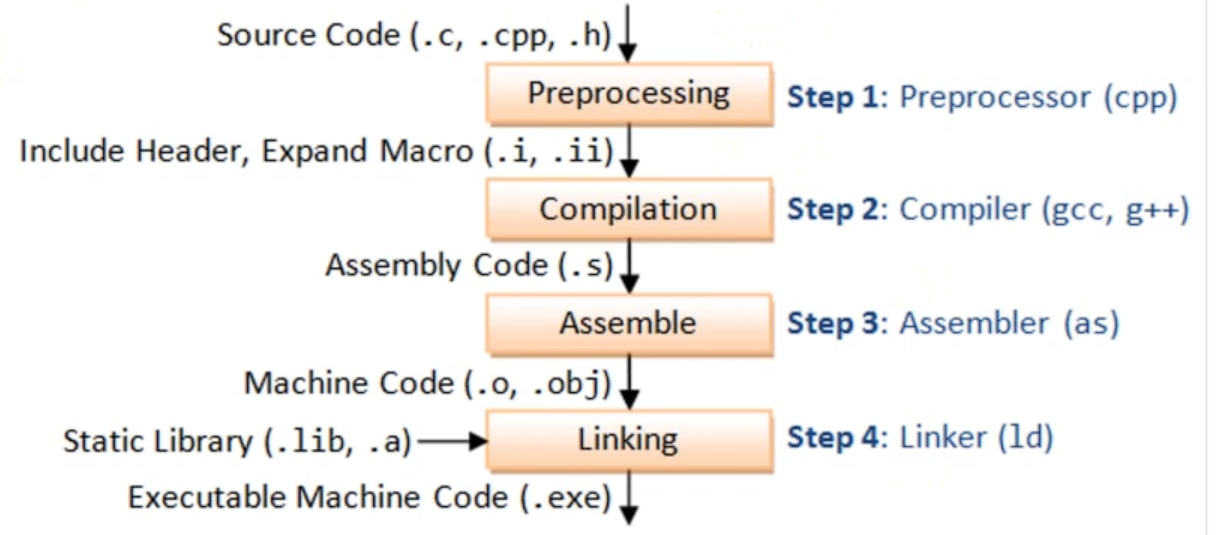 Source Code (.c, .cpp, .h)
Preprocessing
Step 1: Preprocessor (cpp)
Include Header, Expand Macro (.i, .ii)
Compilation
Step 2: Compiler (gcc, g++)
Assembly Code (.s)
Assemble
Step 3: Assembler (as)
Machine Code (.o, .obj)
Static Library (.lib, .a)
Linking
Step 4: Linker (ld)
Executable Machine Code (.exe)